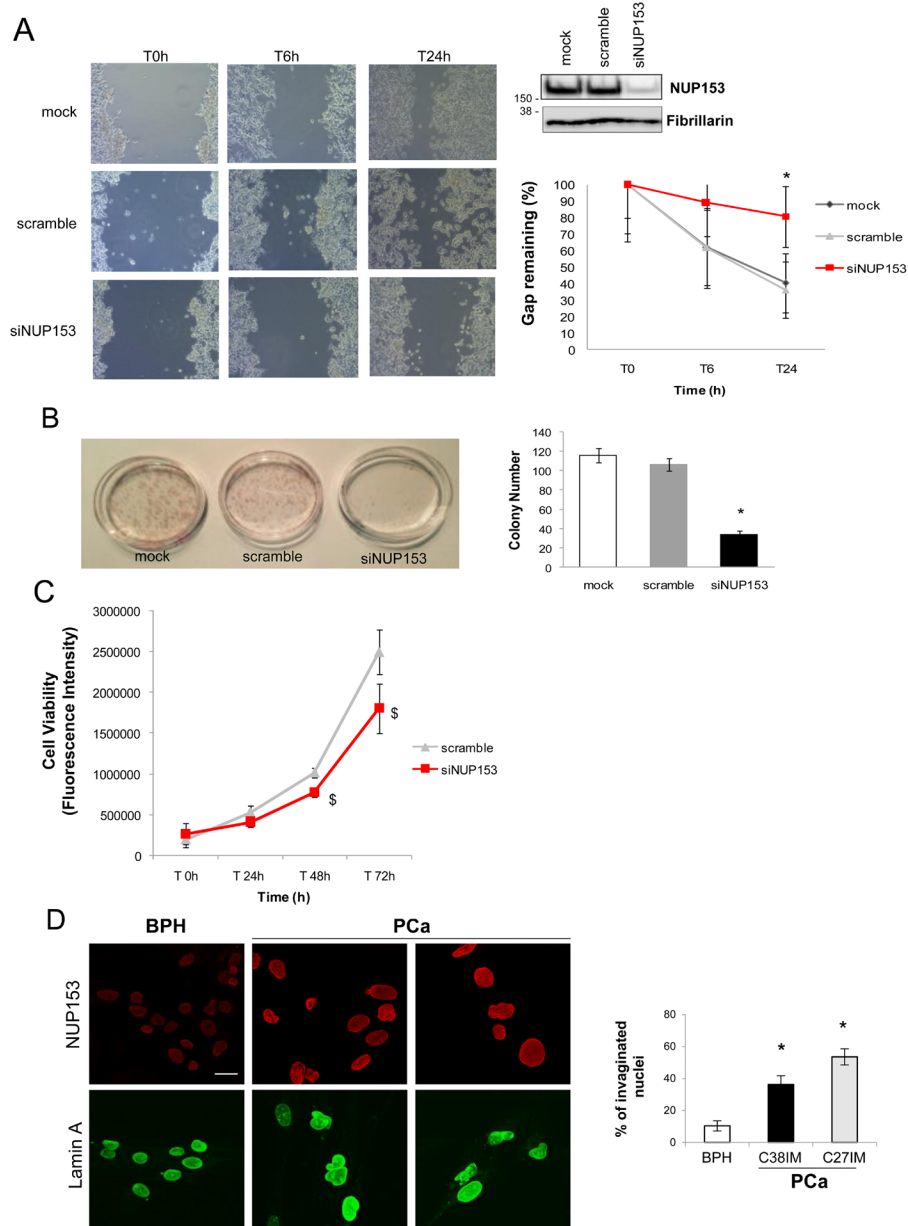 A
T0h T6h T24h
mock
scramble
siNUP153
mock scramble siNUP153
150 -
38 -
NUP153
Fibrillarin
Gap remaining (%)
100
90
80
70
60
50
40
30
20
10
0
*
T0 T6 T24
Time (h)
mock
scramble
siNUP153
B
mock scramble siNUP153
Colony Number
140
120
100
80
60
40
20
0
*
mock scramble siNUP153
C
Cell Viability
(Fluorescence Intensity)
3000000
2500000
2000000
1500000
1000000
500000
0
$
$
T 0h T 24h T 48h T 72h
Time (h)
scramble
siNUP153
D
BPH PCa
NUP153
Lamin A
% of invaginated
nuclei
80
60
40
20
0
* *
BPH C38IM C27IM
PCa